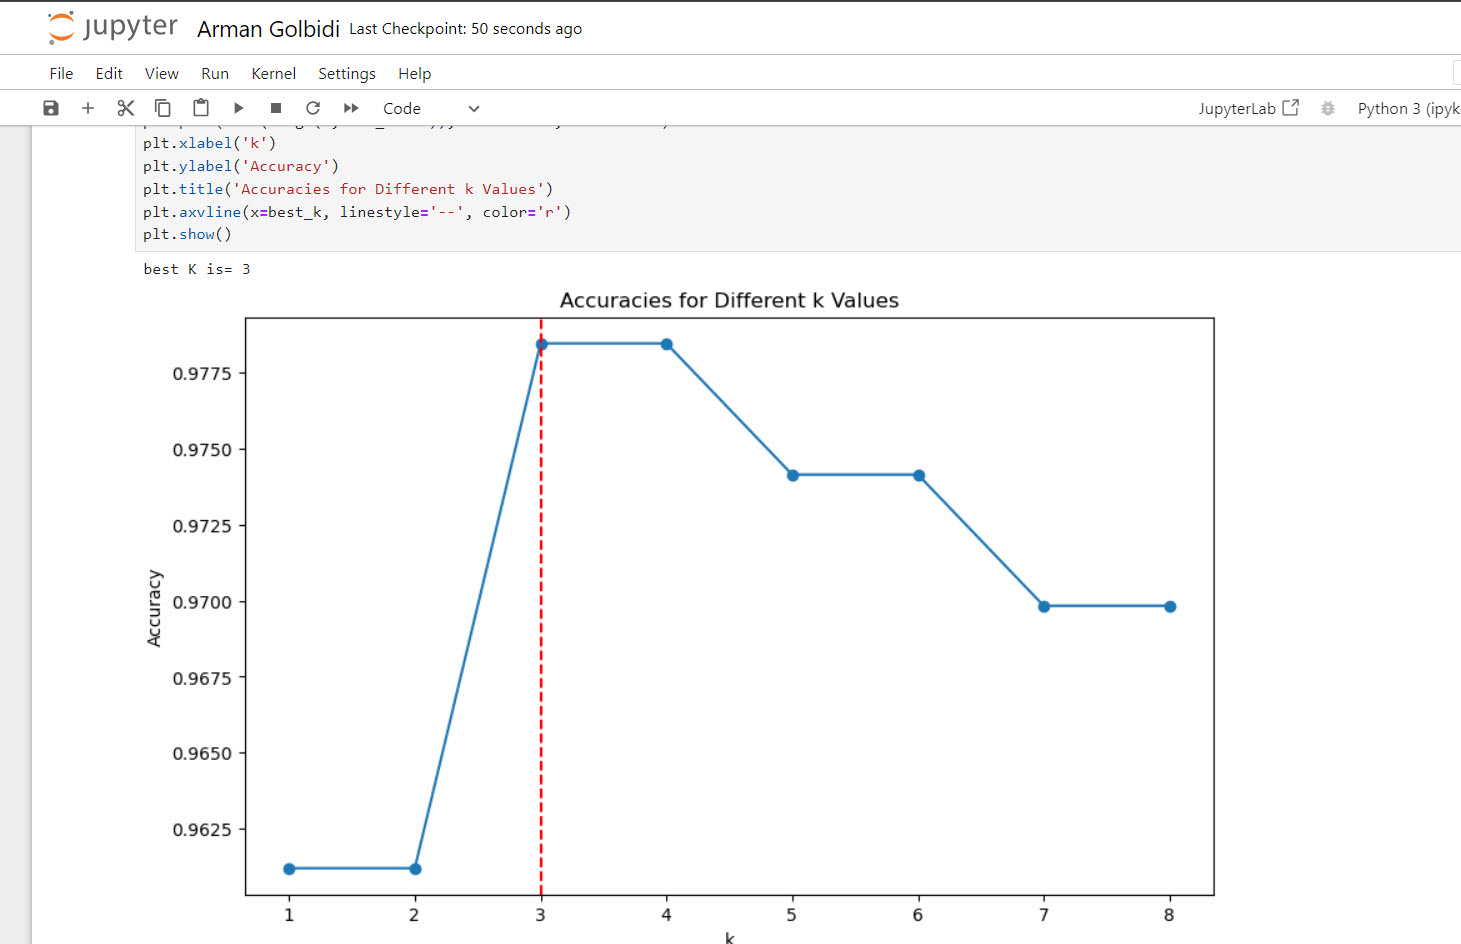 jupyter Arman Golbidi Last Checkpoint: 50 seconds ago
File Edit View Run Kernel Settings Help
Code JupyterLab Python 3 (ipyk
plt.xlabel('k')
plt.ylabel('Accuracy')
plt.title('Accuracies for Different k Values')
plt.axvline(x=best_k, linestyle='--', color='r')
plt.show()
best K is= 3
Accuracies for Different k Values
0.9775
0.9750
0.9725
0.9700
0.9675
0.9650
0.9625
Accuracy
1 2 3 4 5 6 7 8
k